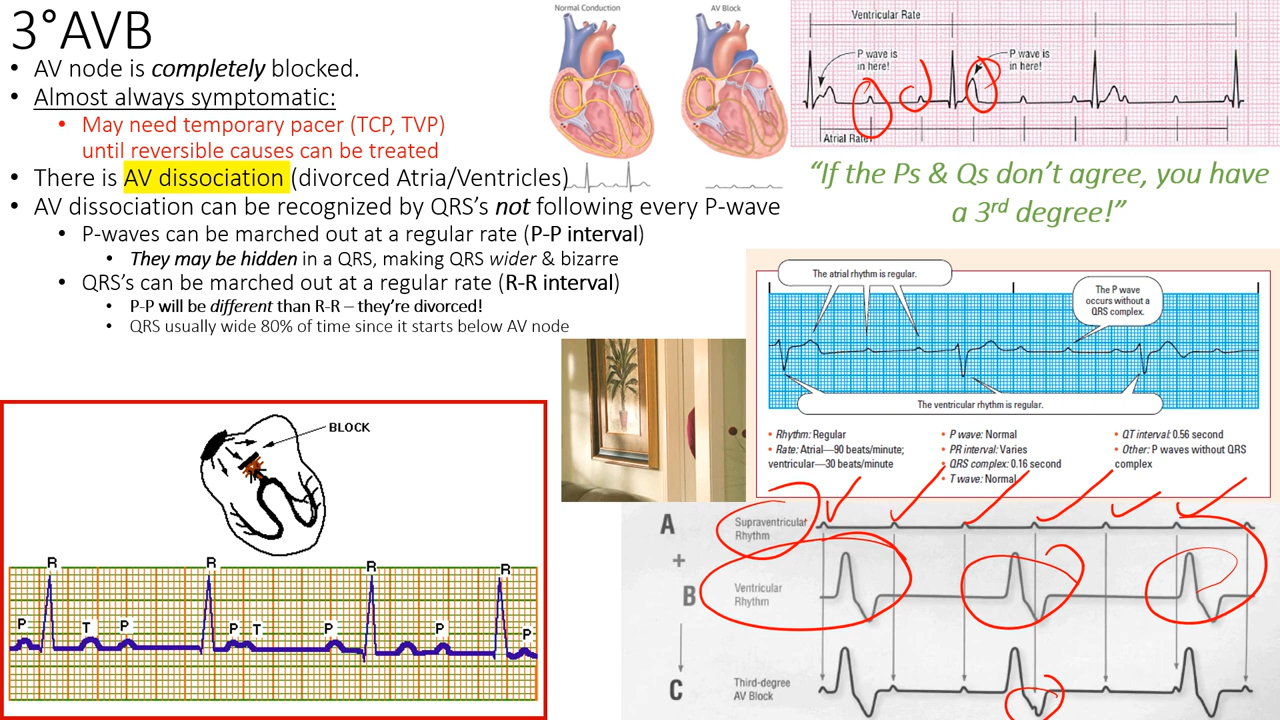 3°AVB
• AV node is completely blocked.
• Almost always symptomatic:
• May need temporary pacer (TCP, TVP)
until reversible causes can be treated
• There is AV dissociation (divorced Atria/Ventricles)
• AV dissociation can be recognized by QRS's not following every P-wave
• P-waves can be marched out at a regular rate (P-P interval)
• They may be hidden in a QRS, making QRS wider & bizarre
• QRS's can be marched out at a regular rate (R-R interval)
• P-P will be different than R-R – they're divorced!
• QRS usually wide 80% of time since it starts below AV node
Normal Conduction
AV Block
Ventricular Rate
P wave is
in here!
P wave is
in here!
Atrial Rate
“If the Ps & Qs don’t agree, you have
a 3rd degree!”
The atrial rhythm is regular.
The P wave
occurs without a
QRS complex.
The ventricular rhythm is regular.
• Rhythm: Regular
• Rate: Atrial—90 beats/minute;
ventricular—30 beats/minute
• P wave: Normal
• PR interval: Varies
• QRS complex: 0.16 second
• T wave: Normal
• QT interval: 0.56 second
• Other: P waves without QRS
complex
BLOCK
R
R
R
R
P
T
P
P
T
P
P
P
A
Supraventricular
Rhythm
+
B
Ventricular
Rhythm
C
Third-degree
AV Block